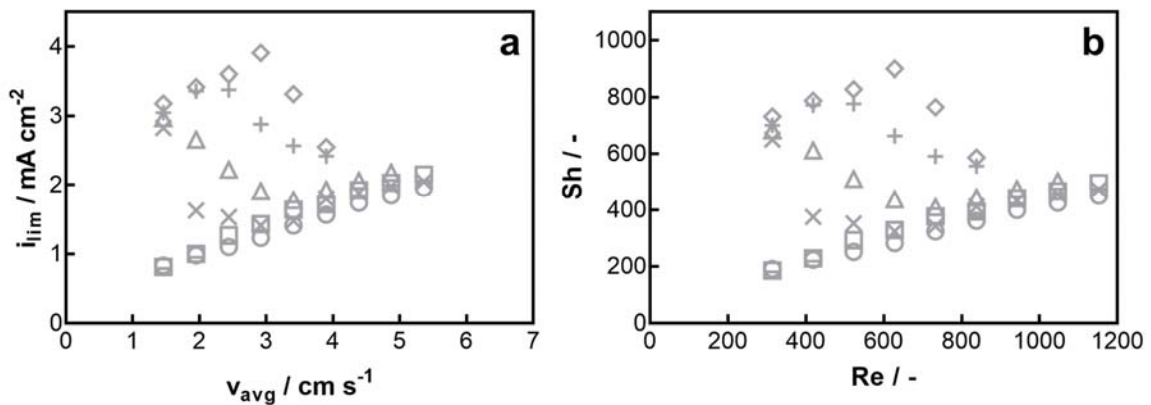 a
4
3
2
1
0
i_lim / mA cm⁻²
0 1 2 3 4 5 6 7
v_avg / cm s⁻¹
b
1000
800
600
400
200
0
Sh / -
0 200 400 600 800 1000 1200
Re / -